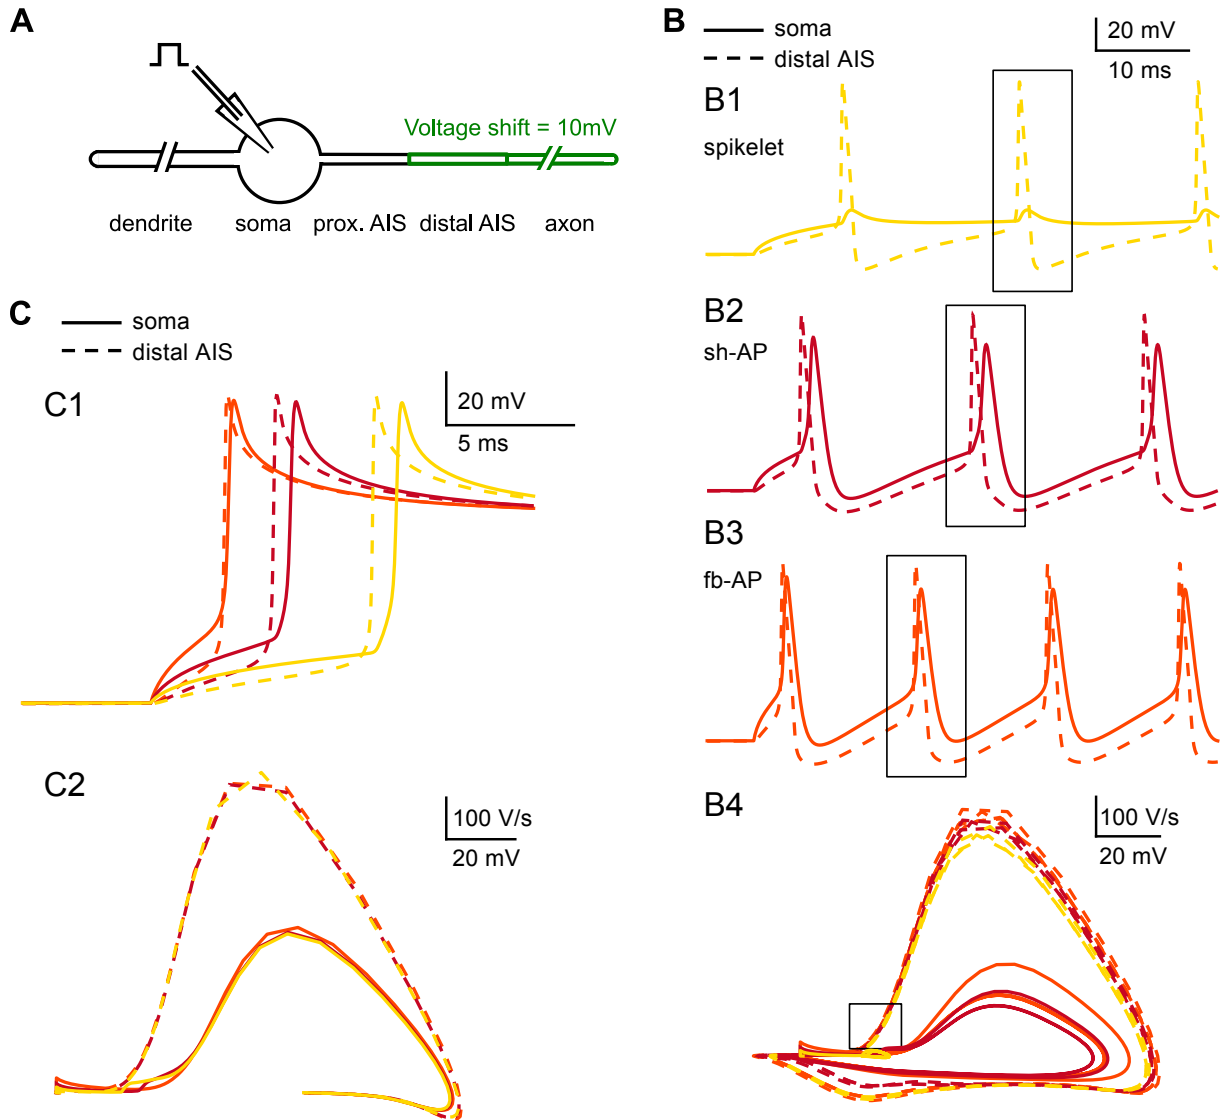 A
Voltage shift = 10mV
dendrite soma prox. AIS distal AIS axon
B
soma
distal AIS
20 mV
10 ms
B1
spikelet
B2
sh-AP
B3
fb-AP
B4
100 V/s
20 mV
C
soma
distal AIS
C1
20 mV
5 ms
C2
100 V/s
20 mV